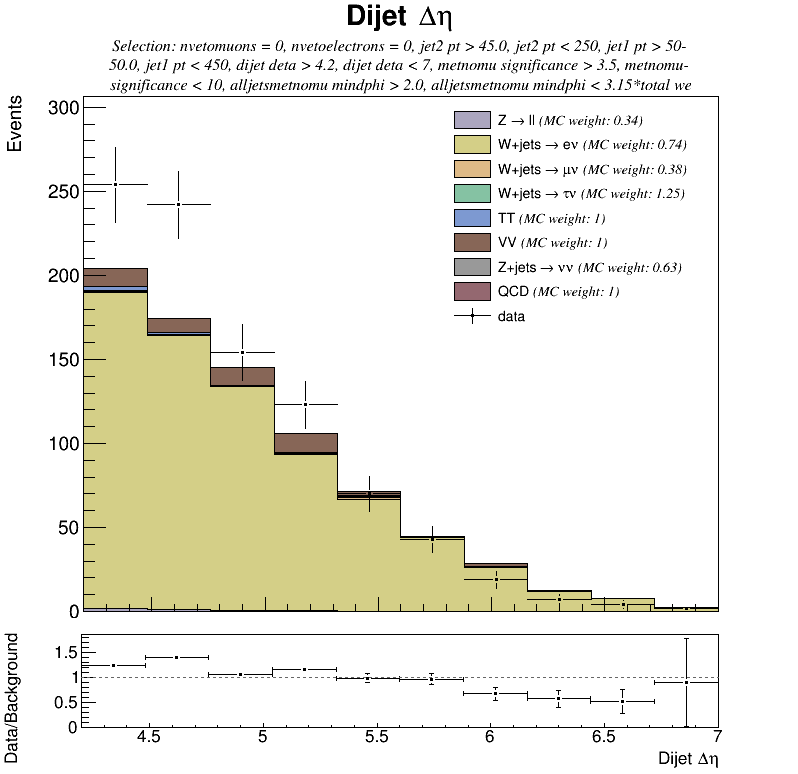 Dijet Δη
Selection: nvetomuons = 0, nvetoelectrons = 0, jet2 pt > 45.0, jet2 pt < 250, jet1 pt > 50-
50.0, jet1 pt < 450, dijet deta > 4.2, dijet deta < 7, metnomu significance > 3.5, metnomu-
significance < 10, alljetsmetnomu mindphi > 2.0, alljetsmetnomu mindphi < 3.15*total we
Events
300
250
200
150
100
50
0
Z → ll (MC weight: 0.34)
W+jets → eν (MC weight: 0.74)
W+jets → μν (MC weight: 0.38)
W+jets → τν (MC weight: 1.25)
TT (MC weight: 1)
VV (MC weight: 1)
Z+jets → νν (MC weight: 0.63)
QCD (MC weight: 1)
data
Data/Background
1.5
1
0.5
0
4.5 5 5.5 6 6.5 7
Dijet Δη